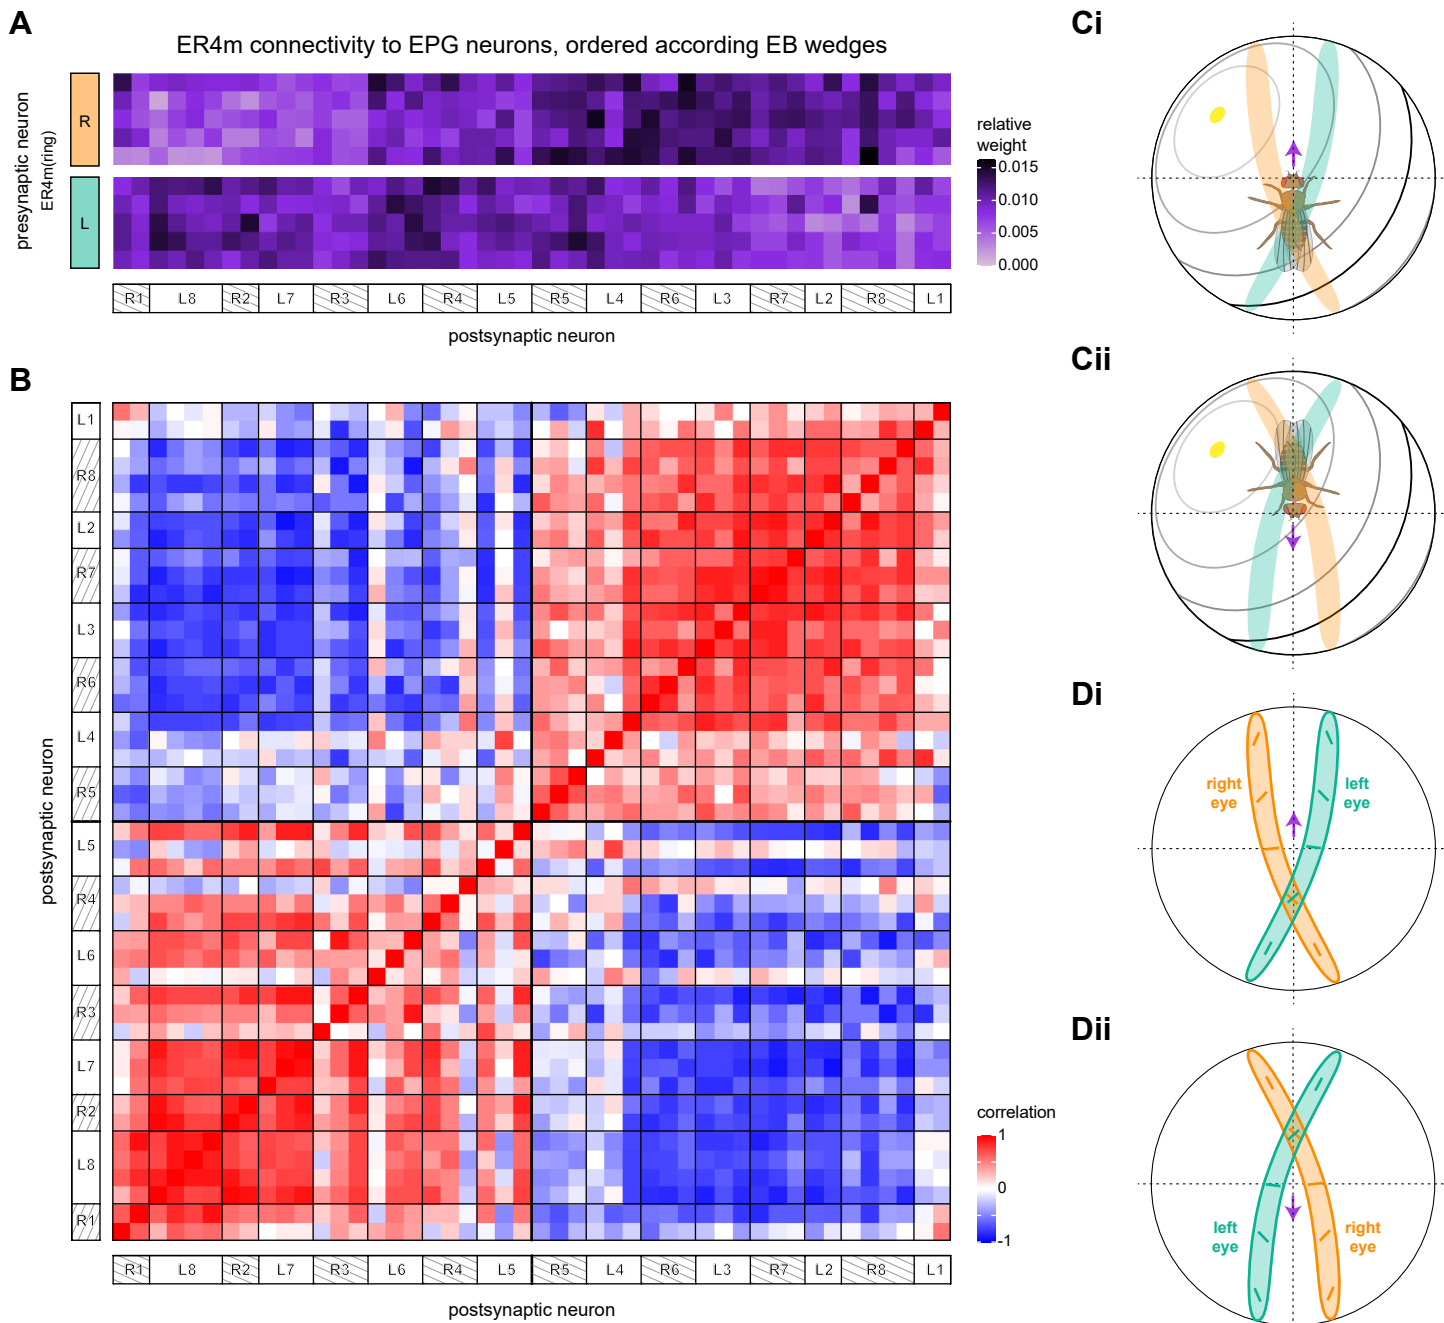 A
ER4m connectivity to EPG neurons, ordered according EB wedges
presynaptic neuron
ER4m(ring)
R
L
relative
weight
0.015
0.010
0.005
0.000
R1 L8 R2 L7 R3 L6 R4 L5 R5 L4 R6 L3 R7 L2 R8 L1
postsynaptic neuron
B
postsynaptic neuron
L1
R8
L2
R7
L3
R6
L4
R5
L5
R4
L6
R3
L7
R2
L8
R1
correlation
1
0
-1
R1 L8 R2 L7 R3 L6 R4 L5 R5 L4 R6 L3 R7 L2 R8 L1
postsynaptic neuron
Ci
Cii
Di
right
eye
left
eye
Dii
left
eye
right
eye